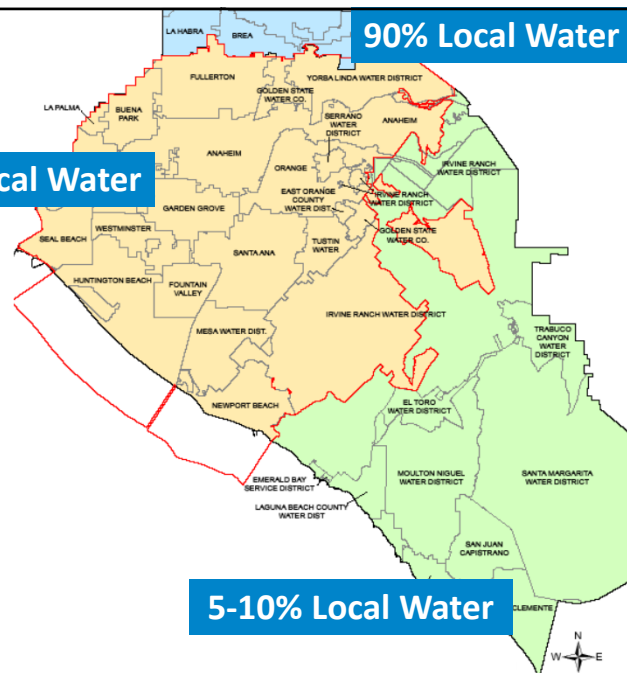 LA HABRA
BREA
90% Local Water
FULLERTON
GOLDEN STATE
WATER CO.
YORBA LINDA WATER DISTRICT
LA PALMA
BUENA
PARK
SERRANO
WATER
DISTRICT
ANAHEIM
ANAHEIM
ORANGE
IRVINE RANCH
WATER DISTRICT
cal Water
EAST ORANGE
COUNTY
WATER DIST.
IRVINE RANCH
WATER DISTRICT
GARDEN GROVE
WESTMINSTER
SEAL BEACH
TUSTIN
WATER
GOLDEN STATE
WATER CO.
SANTA ANA
HUNTINGTON BEACH
FOUNTAIN
VALLEY
IRVINE RANCH WATER DISTRICT
MESA WATER DIST.
TRABUCO
CANYON
WATER
DISTRICT
NEWPORT BEACH
EL TORO
WATER DISTRICT
EMERALD BAY
SERVICE DISTRICT
MOULTON NIGUEL
WATER DISTRICT
SANTA MARGARITA
WATER DISTRICT
LAGUNA BEACH COUNTY
WATER DIST
SAN JUAN
CAPISTRANO
5-10% Local Water
CLEMENTE
N
W
E
S